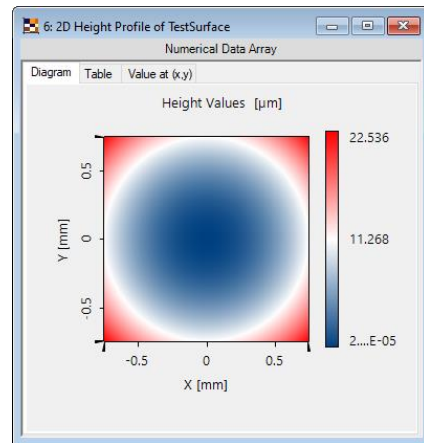 6: 2D Height Profile of TestSurface
Numerical Data Array
Diagram Table Value at (x,y)
Height Values [µm]
22.536
0.5
11.268
0
Y [mm]
-0.5
2....E-05
-0.5 0 0.5
X [mm]